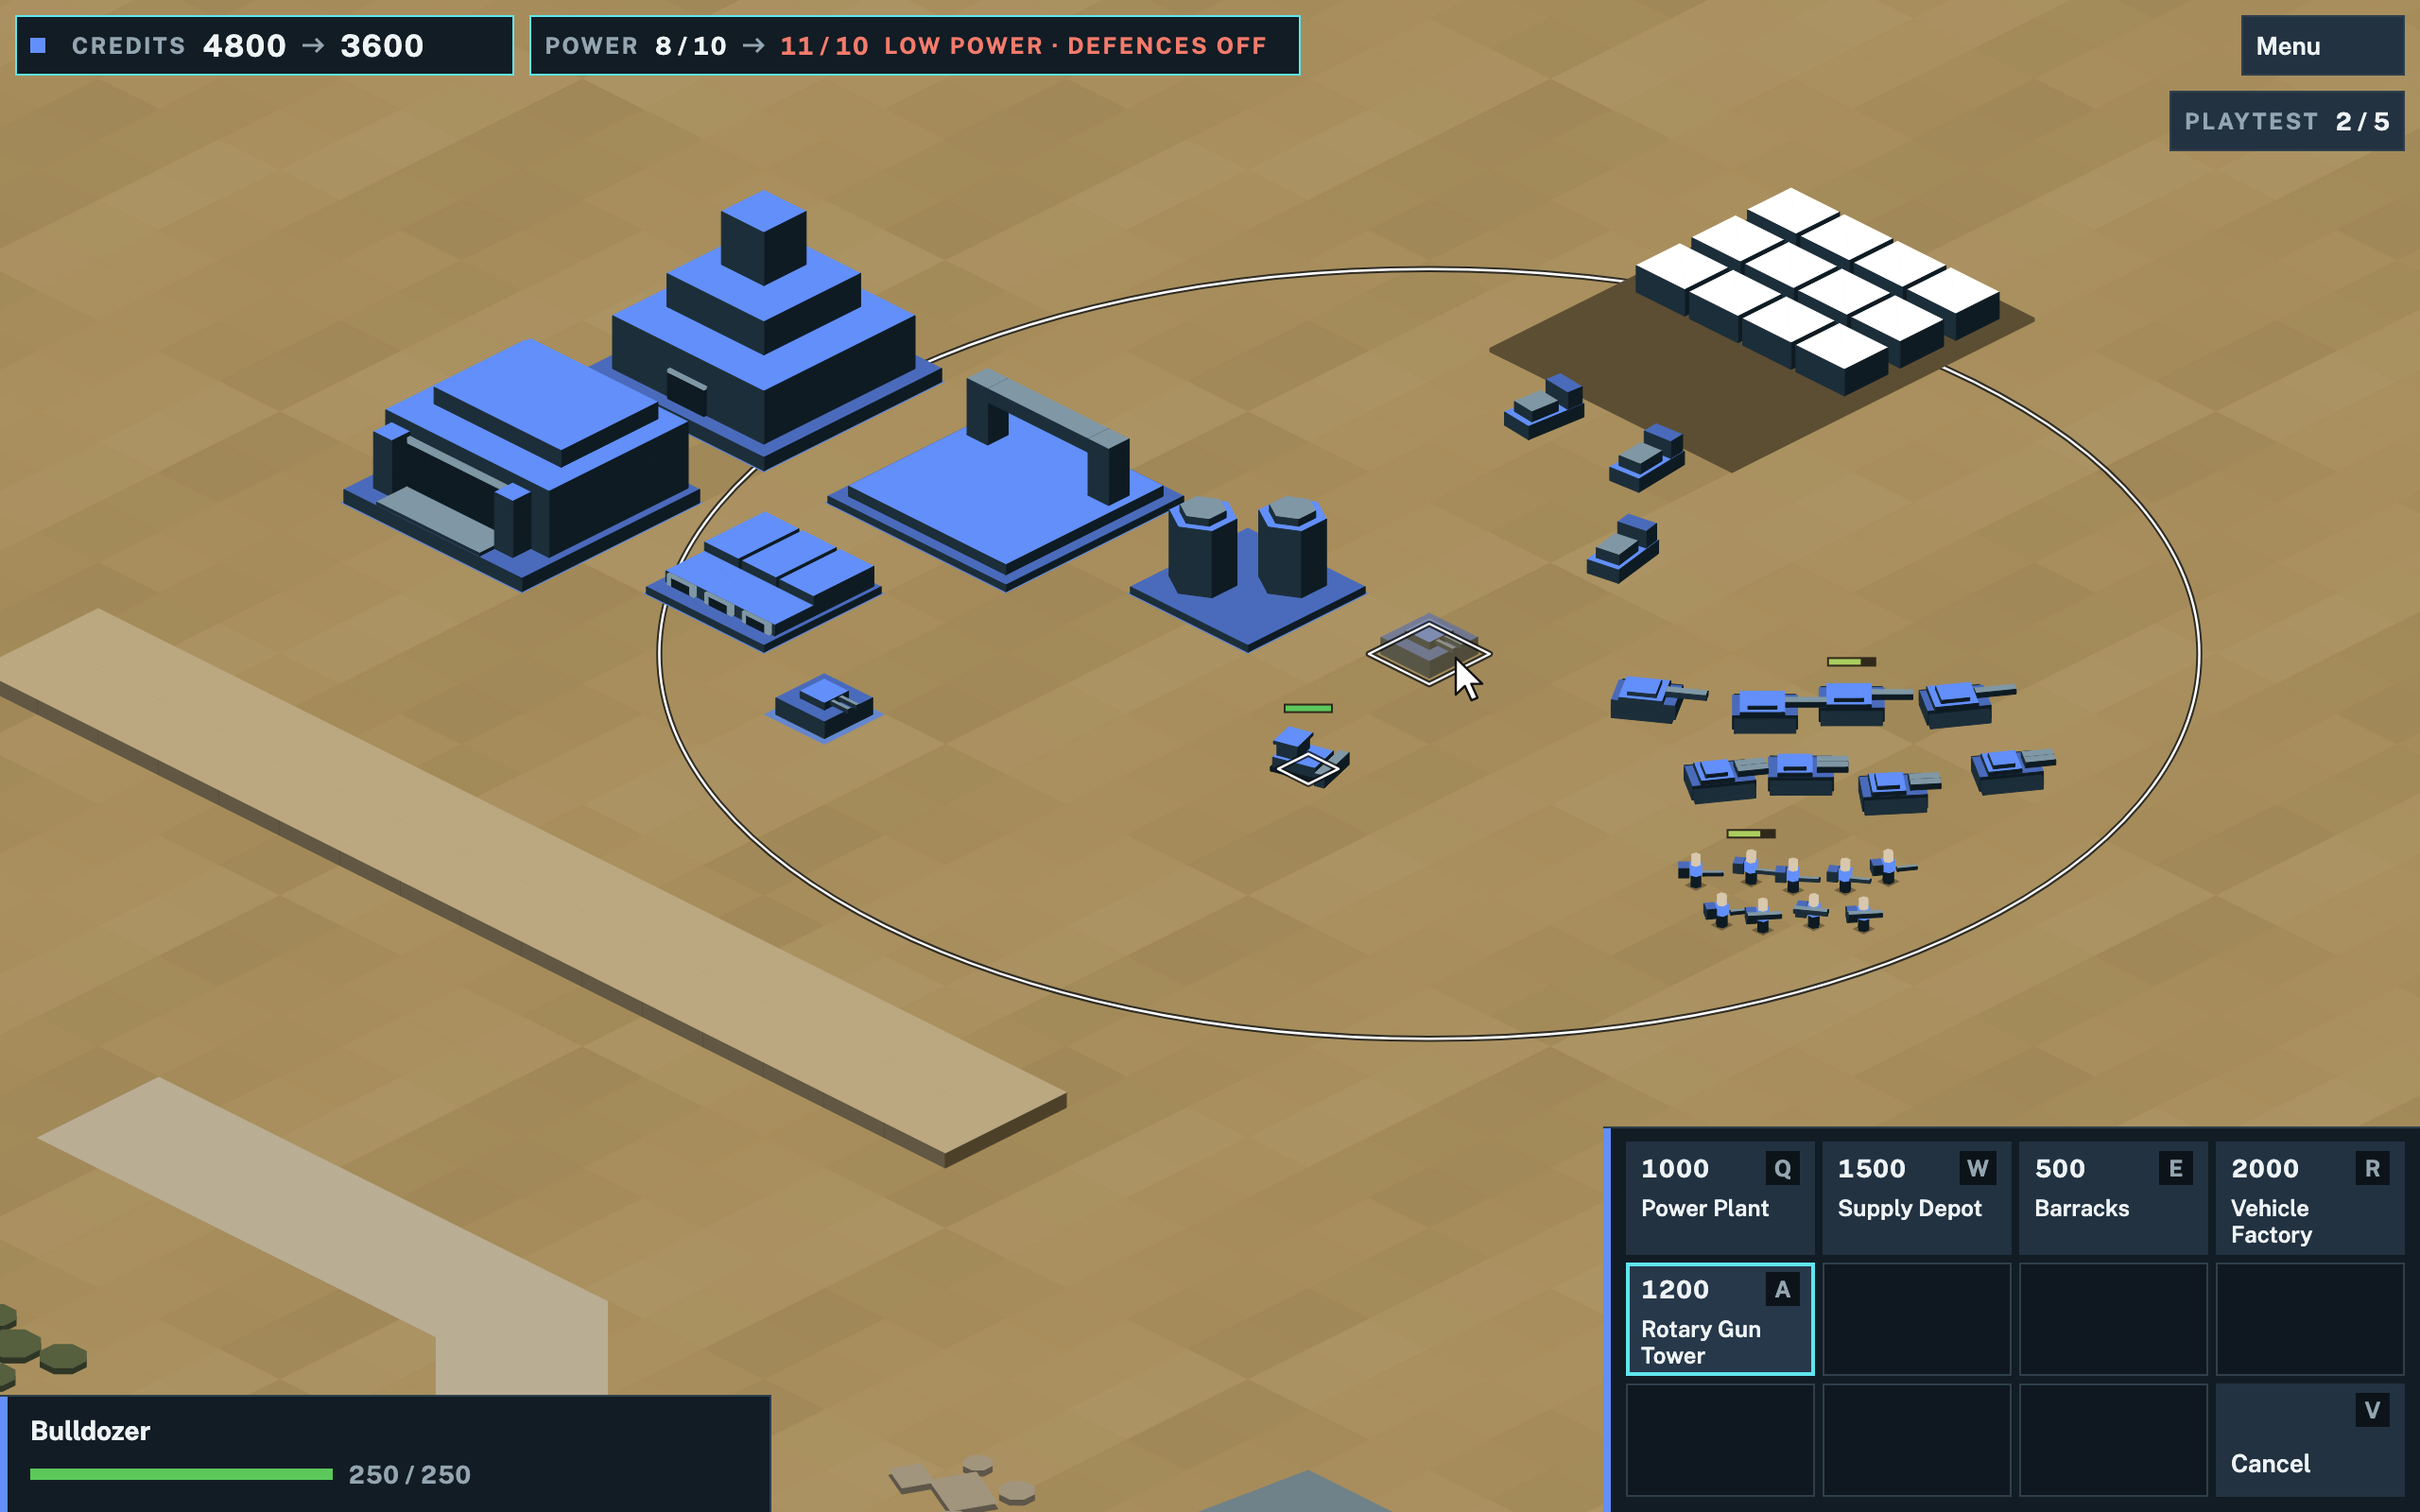 CREDITS 4800 → 3600
POWER 8/10 → 11/10 LOW POWER · DEFENCES OFF
Menu
PLAYTEST 2/5
1000 Q
Power Plant
1500 W
Supply Depot
500 E
Barracks
2000 R
Vehicle
Factory
1200 A
Rotary Gun
Tower
V
Cancel
Bulldozer
250/250